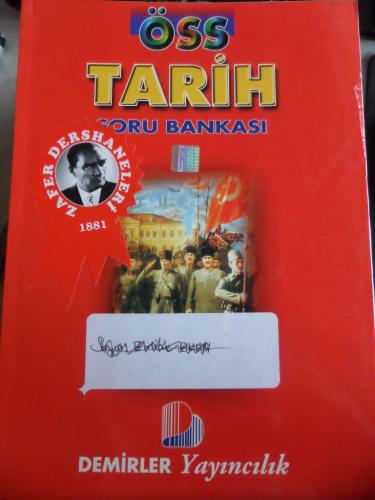 ÖSS
TARİH
SORU BANKASI
ZAFER DERSHANELERİ
1881
DEMİRLER Yayıncılık